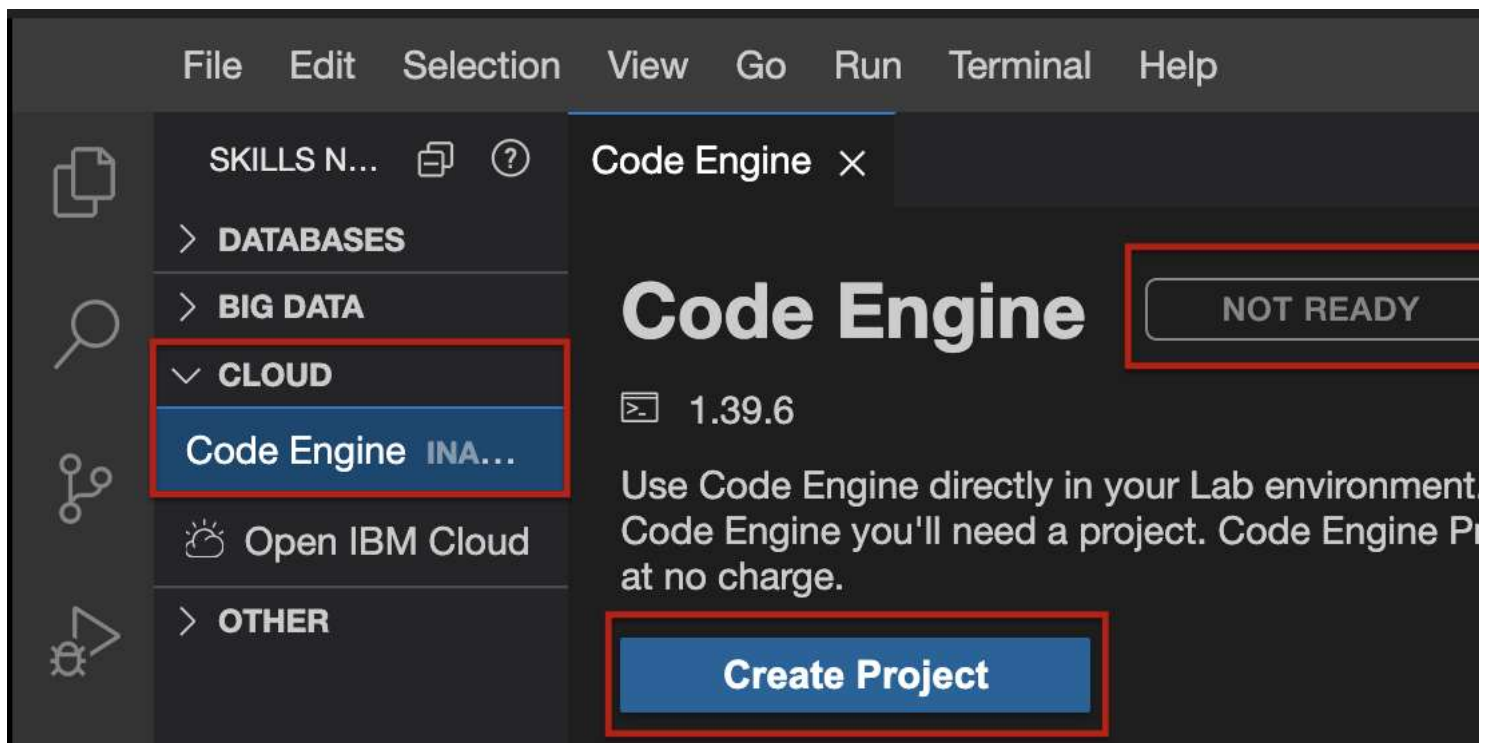 File Edit Selection View Go Run Terminal Help
SKILLS N...
Code Engine
DATABASES
BIG DATA
CLOUD
Code Engine INA...
Open IBM Cloud
OTHER
Code Engine
NOT READY
1.39.6
Use Code Engine directly in your Lab environment.
Code Engine you'll need a project. Code Engine
at no charge.
Create Project